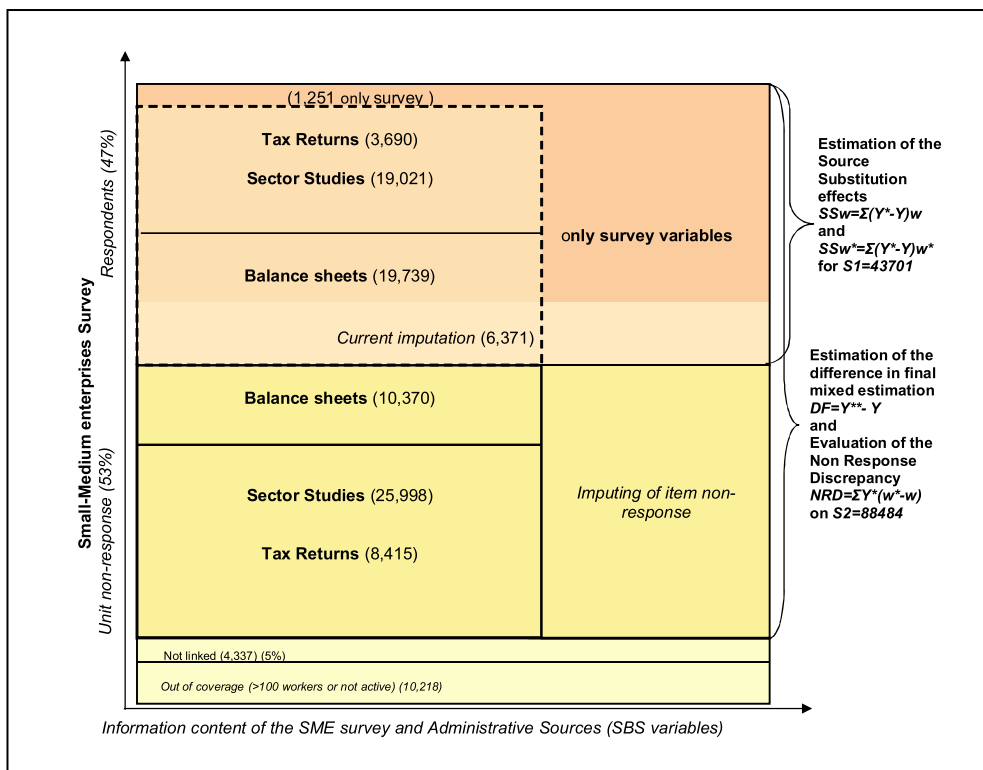 (1,251 only survey )
Tax Returns (3,690)
Sector Studies (19,021)
only survey variables
Balance sheets (19,739)
Current imputation (6,371)
Balance sheets (10,370)
Sector Studies (25,998)
Imputing of item non-
response
Tax Returns (8,415)
Not linked (4,337) (5%)
Out of coverage (>100 workers or not active) (10,218)
Small-Medium enterprises Survey
Respondents (47%)
Unit non-response (53%)
Information content of the SME survey and Administrative Sources (SBS variables)
Estimation of the
Source
Substitution
effects
SSw=Σ(Y*-Y)w
and
SSw*=Σ(Y*-Y)w*
for S1=43701
Estimation of the
difference in final
mixed estimation
DF=Y**- Y
and
Evaluation of the
Non Response
Discrepancy
NRD=ΣY*(w*-w)
on S2=88484